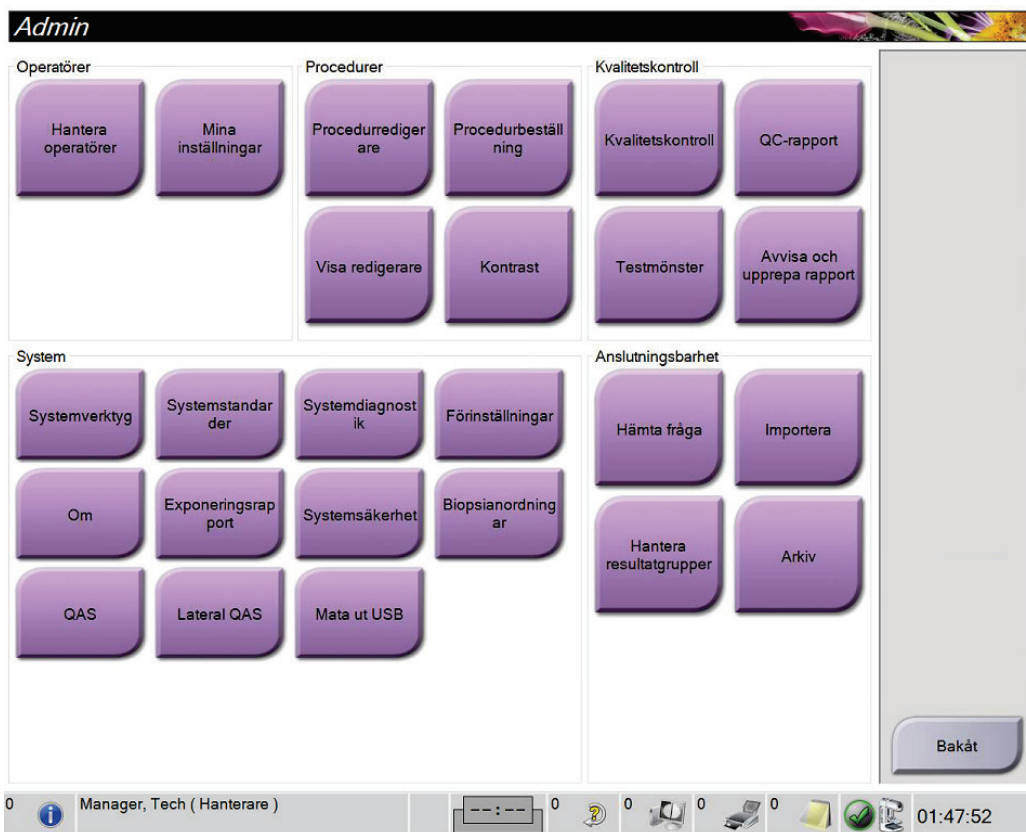 Admin
Operatörer
Hantera
operatörer
Mina
inställningar
Procedurer
Procedurrediger
are
Procedurbeställ
ning
Visa redigerare
Kontrast
Kvalitetskontroll
Kvalitetskontroll
QC-rapport
Testmönster
Avvisa och
upprepa rapport
System
Systemverktyg
Systemstandar
der
Systemdiagnost
ik
Förinställningar
Om
Exponeringsrap
port
Systemsäkerhet
Biopsianordning
ar
QAS
Lateral QAS
Mata ut USB
Anslutningsbarhet
Hämta fråga
Importera
Hantera
resultatgrupper
Arkiv
Bakåt
0
Manager, Tech ( Hanterare )
--:--
0
0
0
0
01:47:52